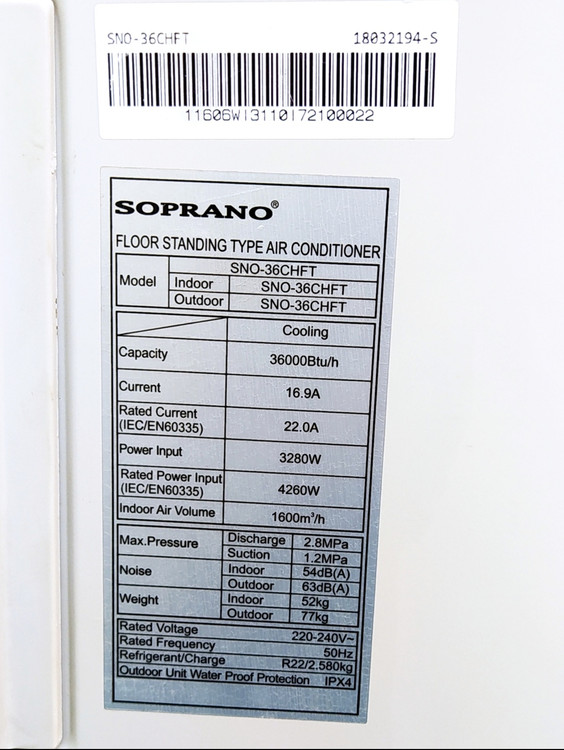 SNO-36CHFT 18032194-S
11606W|3110|72100022
SOPRANO®
FLOOR STANDING TYPE AIR CONDITIONER
Model SNO-36CHFT
Indoor SNO-36CHFT
Outdoor SNO-36CHFT
Cooling
Capacity 36000Btu/h
Current 16.9A
Rated Current
(IEC/EN60335) 22.0A
Power Input 3280W
Rated Power Input
(IEC/EN60335) 4260W
Indoor Air Volume 1600m³/h
Max.Pressure Discharge 2.8MPa
Suction 1.2MPa
Noise Indoor 54dB(A)
Outdoor 63dB(A)
Weight Indoor 52kg
Outdoor 77kg
Rated Voltage 220-240V~
Rated Frequency 50Hz
Refrigerant/Charge R22/2.580kg
Outdoor Unit Water Proof Protection IPX4